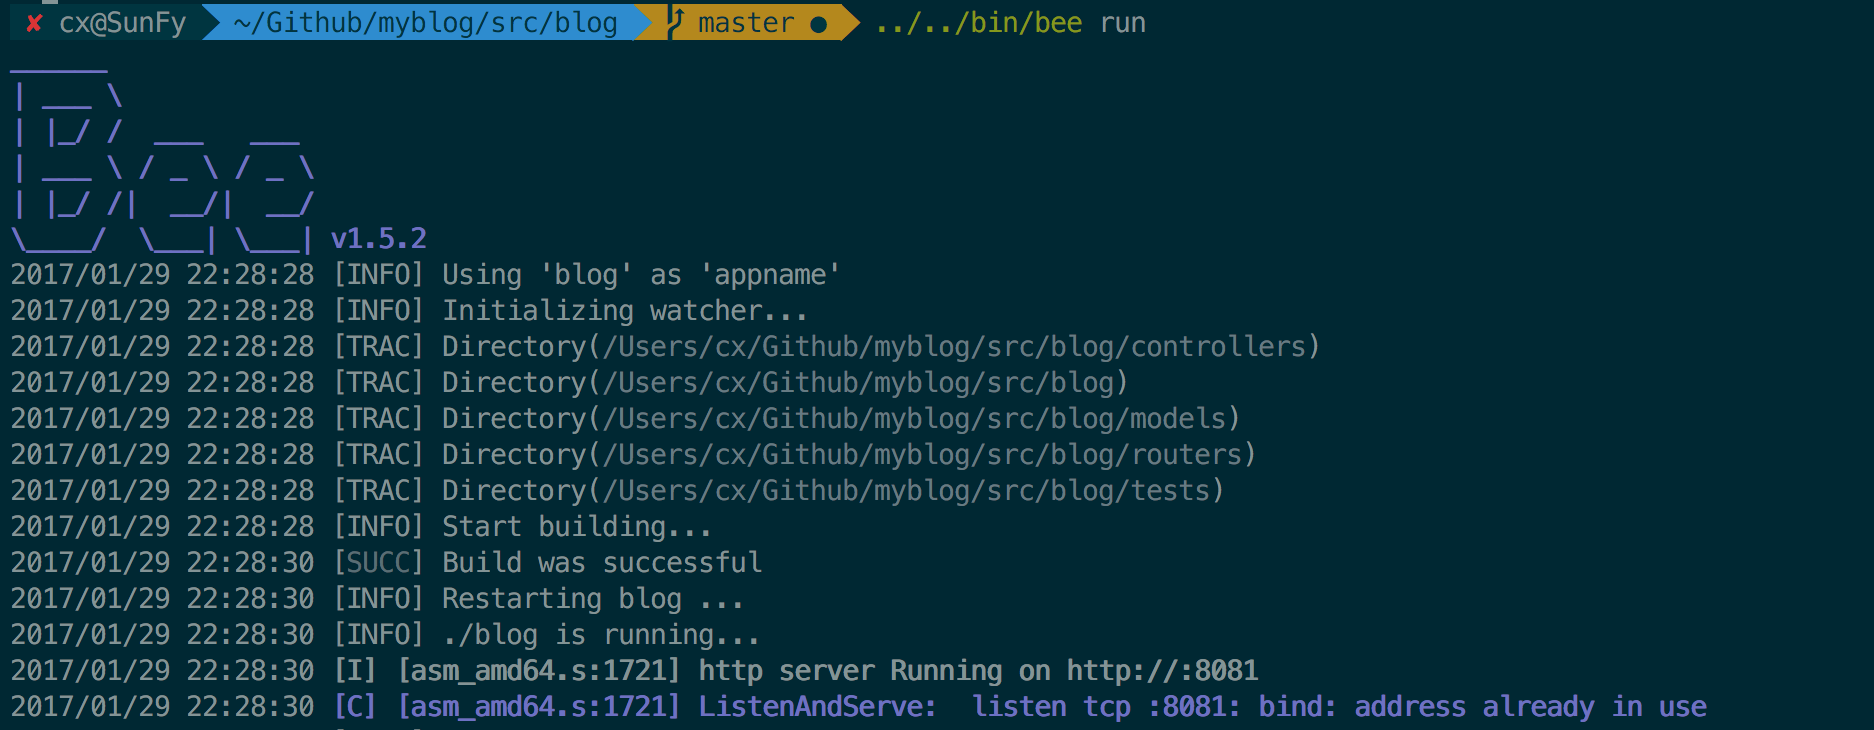 ✘ cx@SunFy ~/Github/myblog/src/blog master ● ../../bin/bee run
______
| ___ \
| |_/ /  ___   ___
| ___ \ / _ \ / _ \
| |_/ /|  __/|  __/
\____/  \___| \___| v1.5.2
2017/01/29 22:28:28 [INFO] Using 'blog' as 'appname'
2017/01/29 22:28:28 [INFO] Initializing watcher...
2017/01/29 22:28:28 [TRAC] Directory(/Users/cx/Github/myblog/src/blog/controllers)
2017/01/29 22:28:28 [TRAC] Directory(/Users/cx/Github/myblog/src/blog)
2017/01/29 22:28:28 [TRAC] Directory(/Users/cx/Github/myblog/src/blog/models)
2017/01/29 22:28:28 [TRAC] Directory(/Users/cx/Github/myblog/src/blog/routers)
2017/01/29 22:28:28 [TRAC] Directory(/Users/cx/Github/myblog/src/blog/tests)
2017/01/29 22:28:28 [INFO] Start building...
2017/01/29 22:28:30 [SUCC] Build was successful
2017/01/29 22:28:30 [INFO] Restarting blog ...
2017/01/29 22:28:30 [INFO] ./blog is running...
2017/01/29 22:28:30 [I] [asm_amd64.s:1721] http server Running on http://:8081
2017/01/29 22:28:30 [C] [asm_amd64.s:1721] ListenAndServe:  listen tcp :8081: bind: address already in use